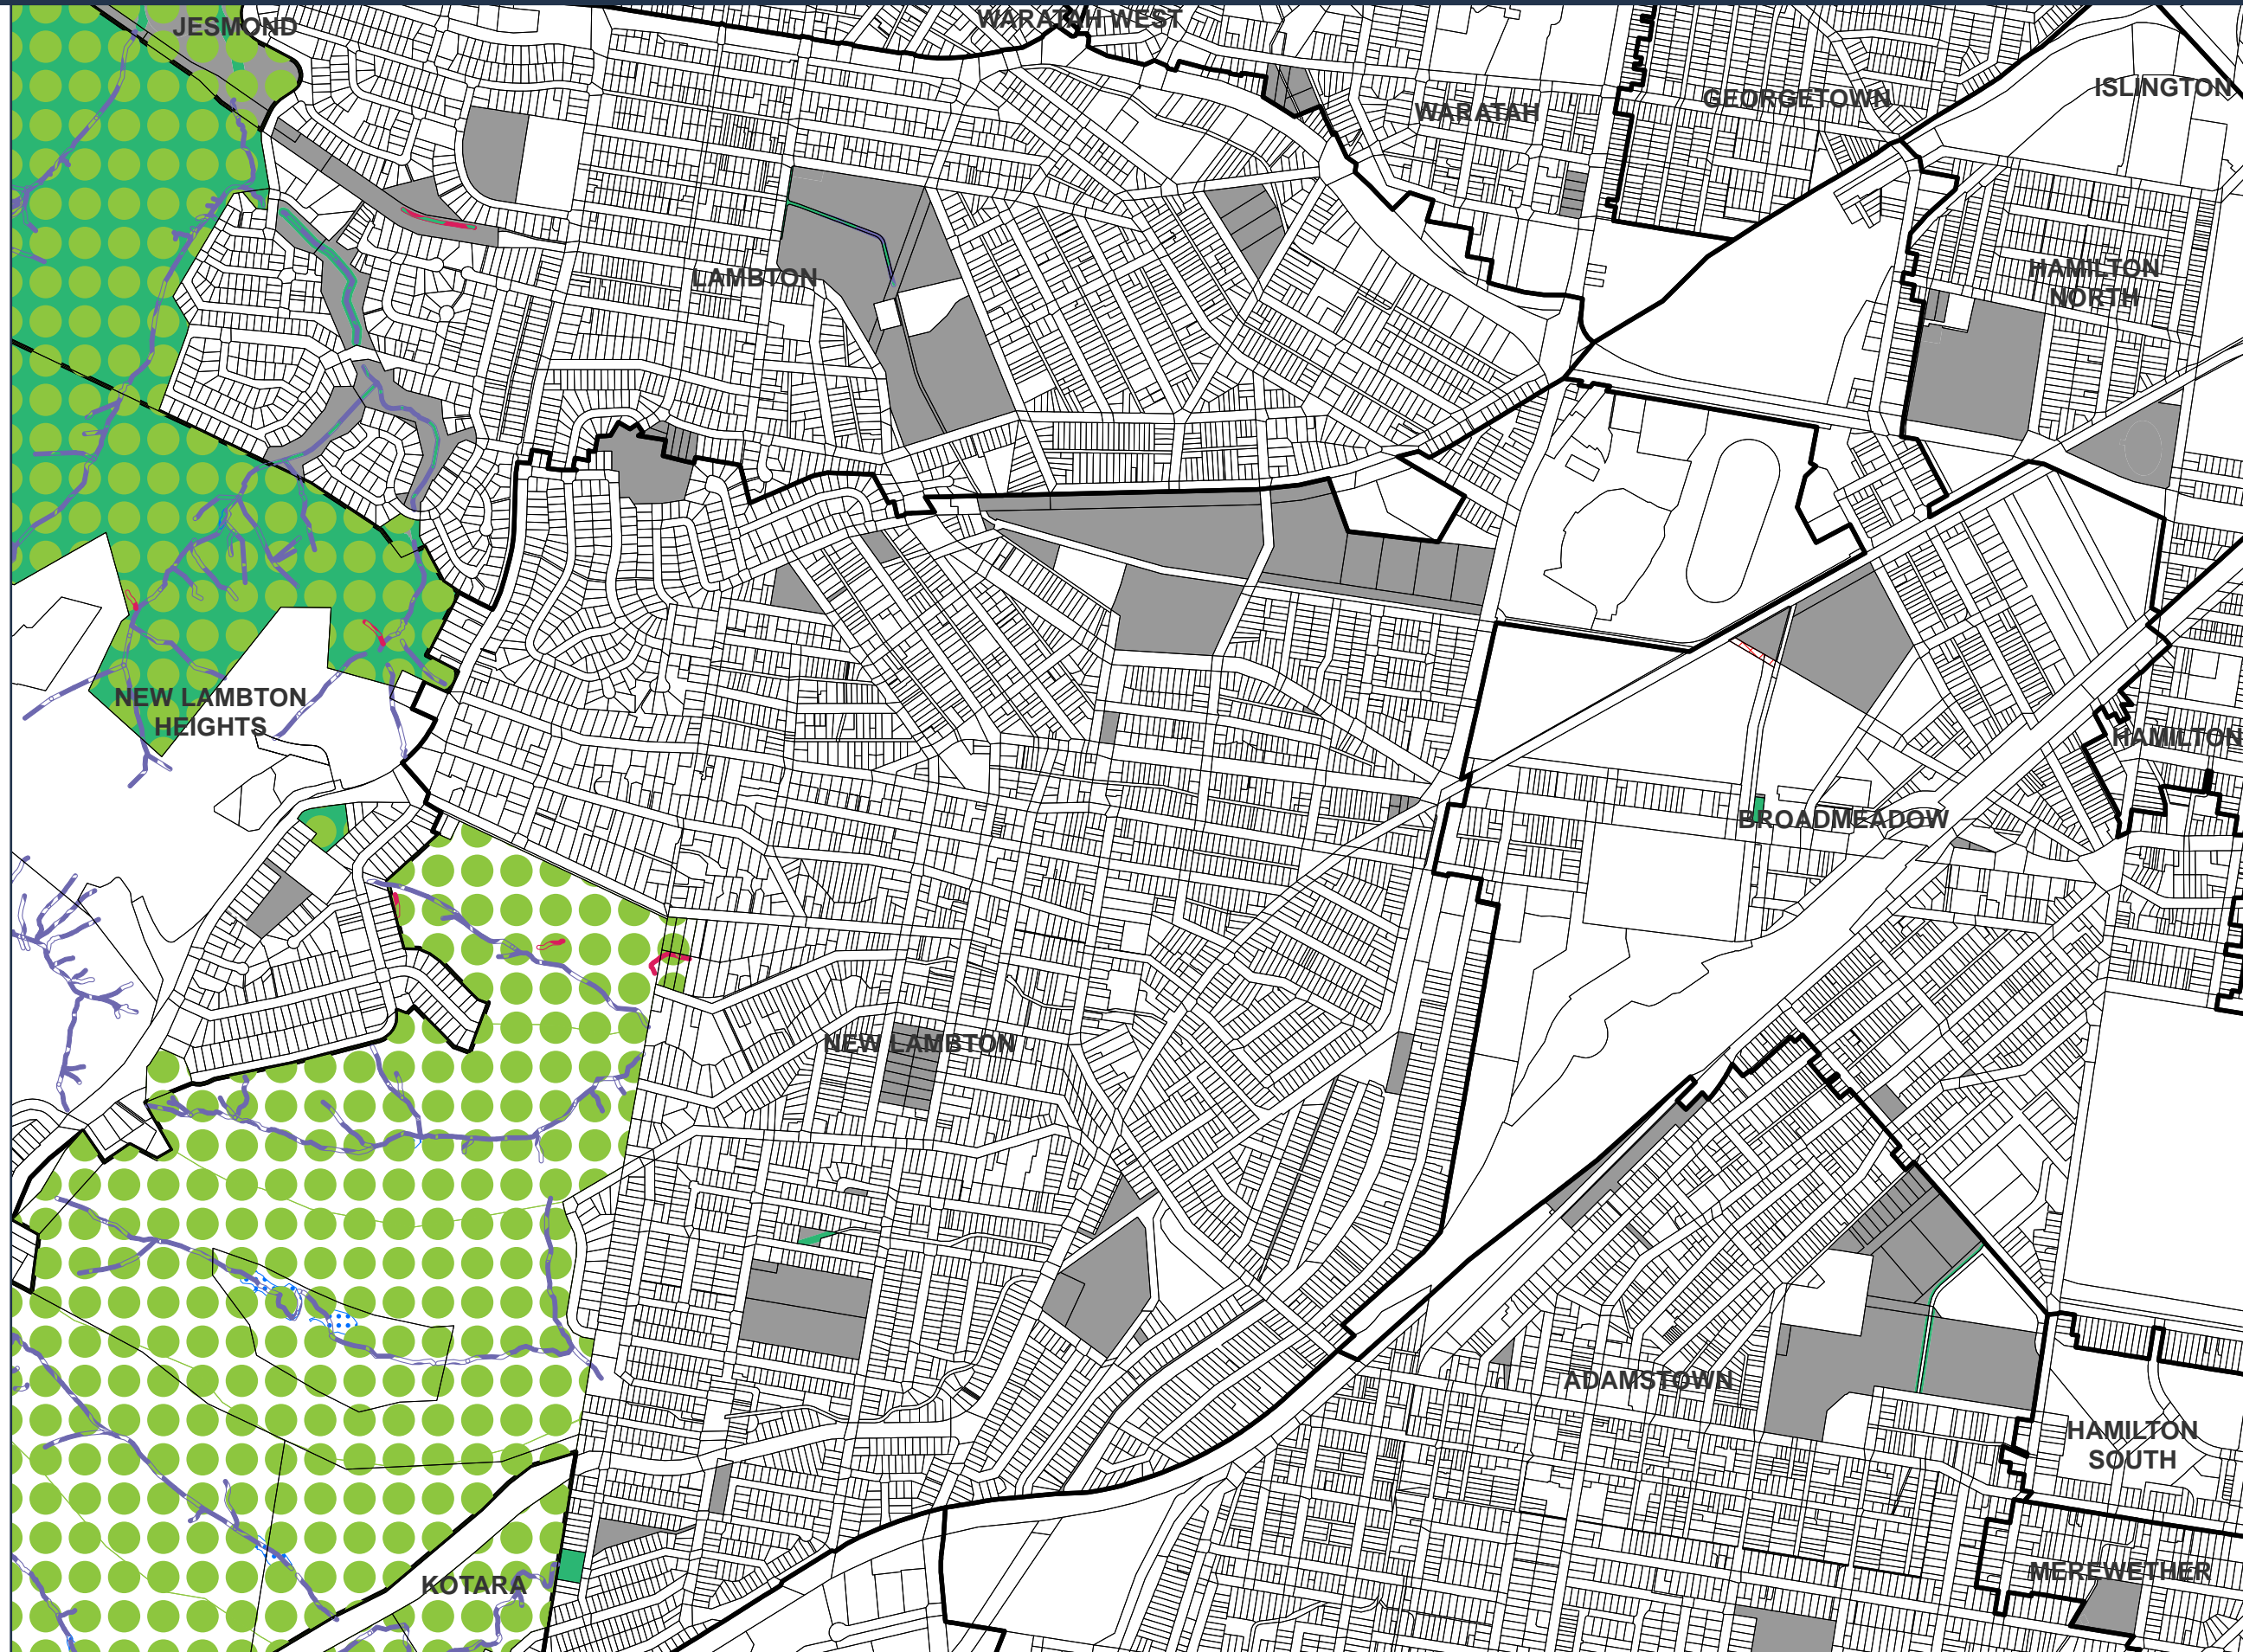 JESMOND
WARATAH WEST
ISLINGTON
GEORGETOWN
WARATAH
HAMILTON
NORTH
LAMBTON
NEW LAMBTON
HEIGHTS
HAMILTON
BROADMEADOW
NEW LAMBTON
ADAMSTOWN
HAMILTON
SOUTH
MEREWETHER
KOTARA